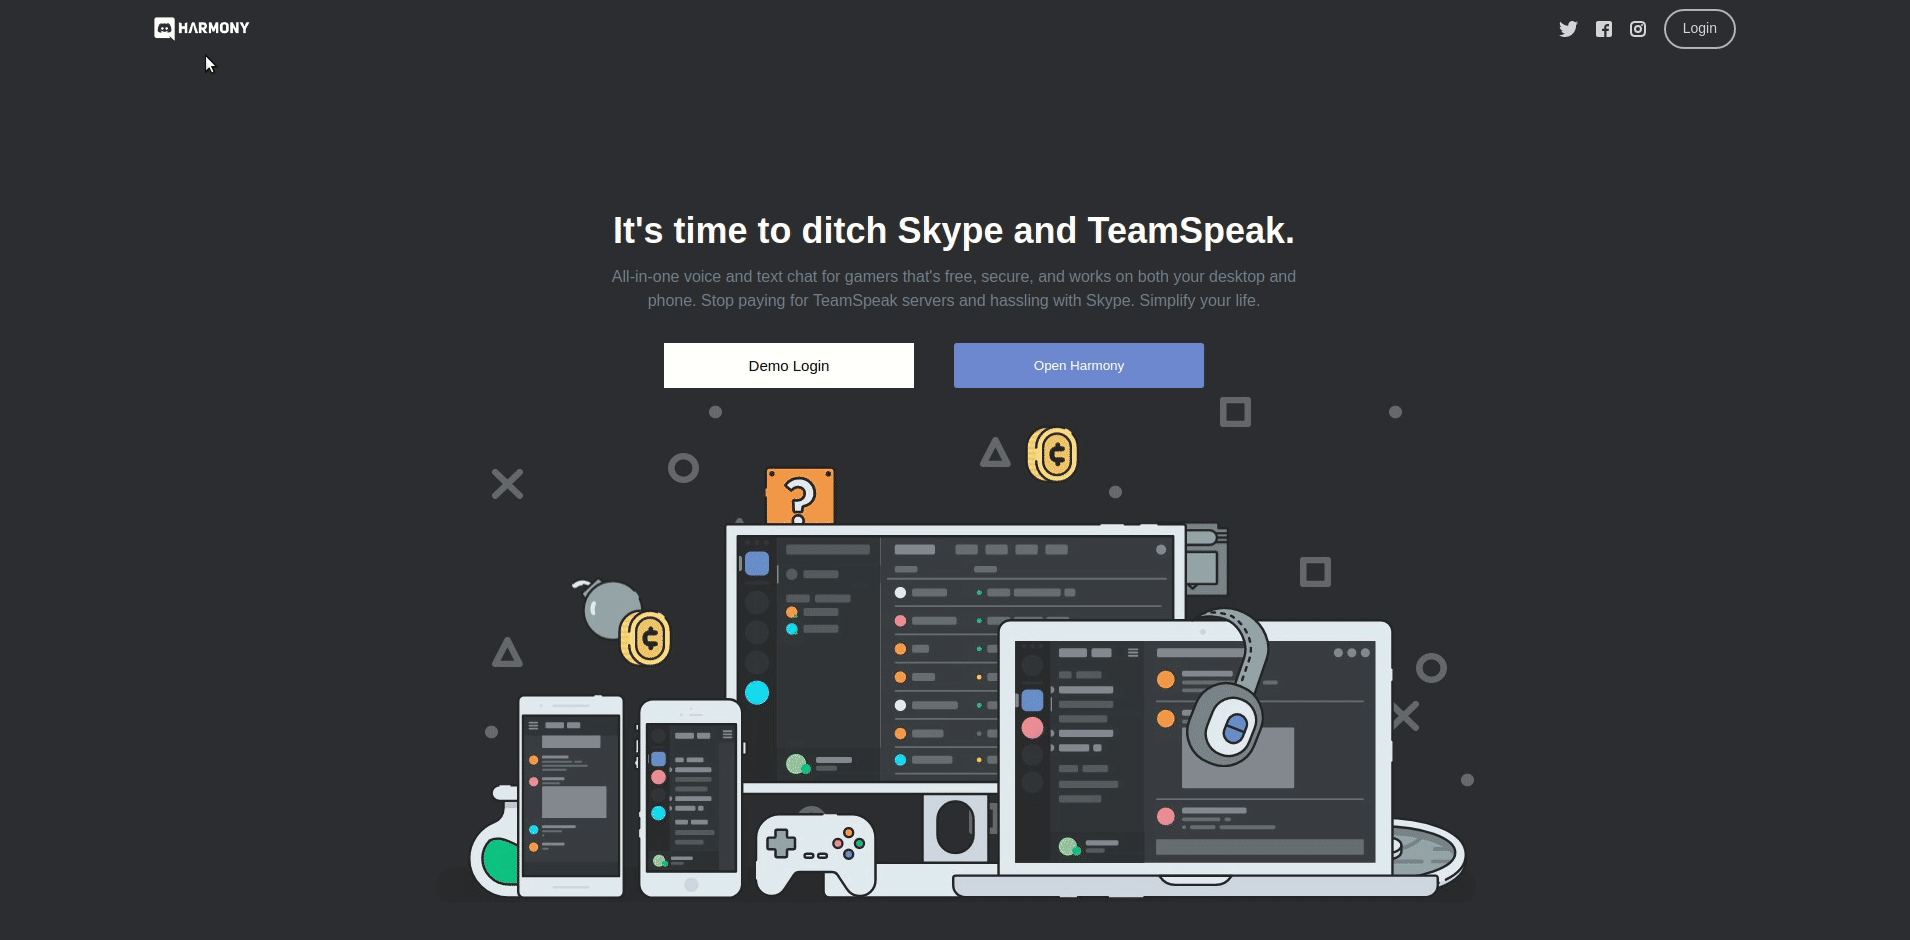 HARMONY
Login
It's time to ditch Skype and TeamSpeak.
All-in-one voice and text chat for gamers that's free, secure, and works on both your desktop and
phone. Stop paying for TeamSpeak servers and hassling with Skype. Simplify your life.
Demo Login
Open Harmony